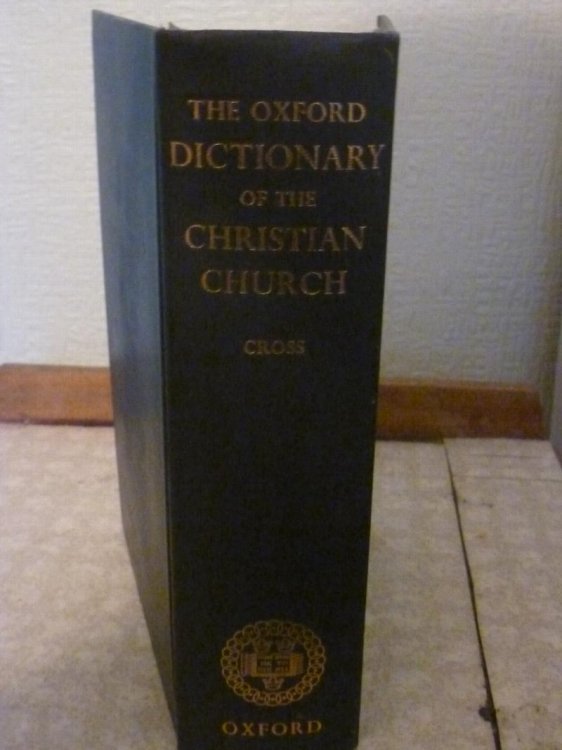 THE OXFORD
DICTIONARY
OF THE
CHRISTIAN
CHURCH
CROSS
OXFORD